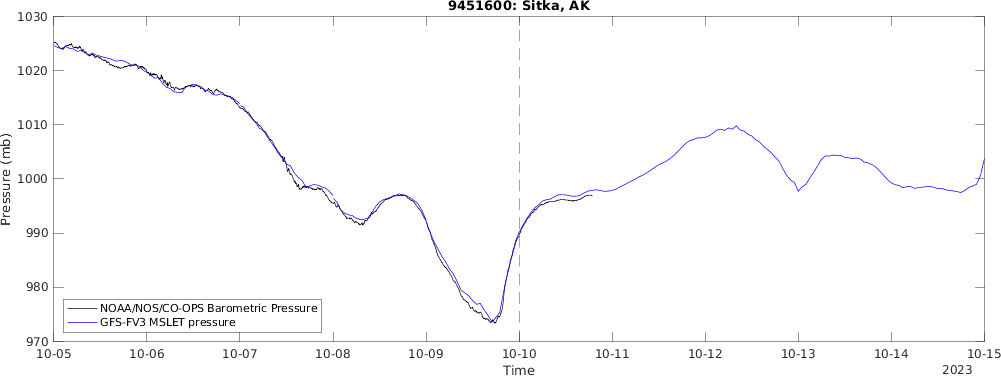 9451600: Sitka, AK
Pressure (mb)
1030
1020
1010
1000
990
980
970
NOAA/NOS/CO-OPS Barometric Pressure
GFS-FV3 MSLET pressure
10-05 10-06 10-07 10-08 10-09 10-10 10-11 10-12 10-13 10-14 10-15
Time
2023